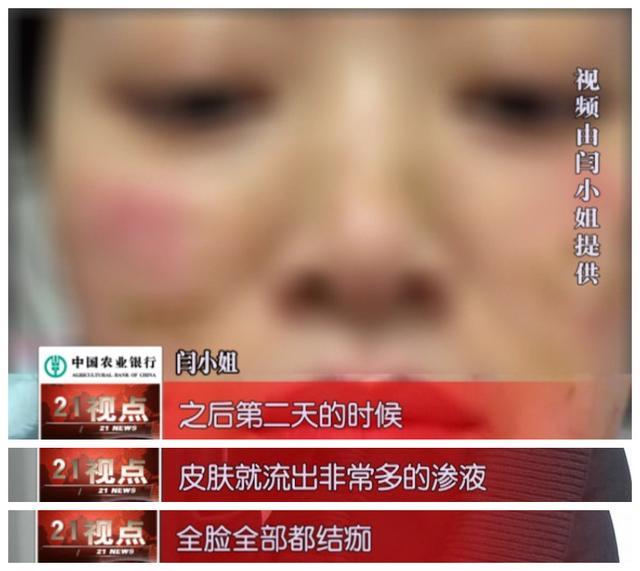 视频由闫小姐提供
中国农业银行
AGRICULTURAL BANK OF CHINA
闫小姐
21视点
21 NEWS
之后第二天的时候
21视点
21 NEWS
皮肤就流出非常多的渗液
21视点
21 NEWS
全脸全部都结痂